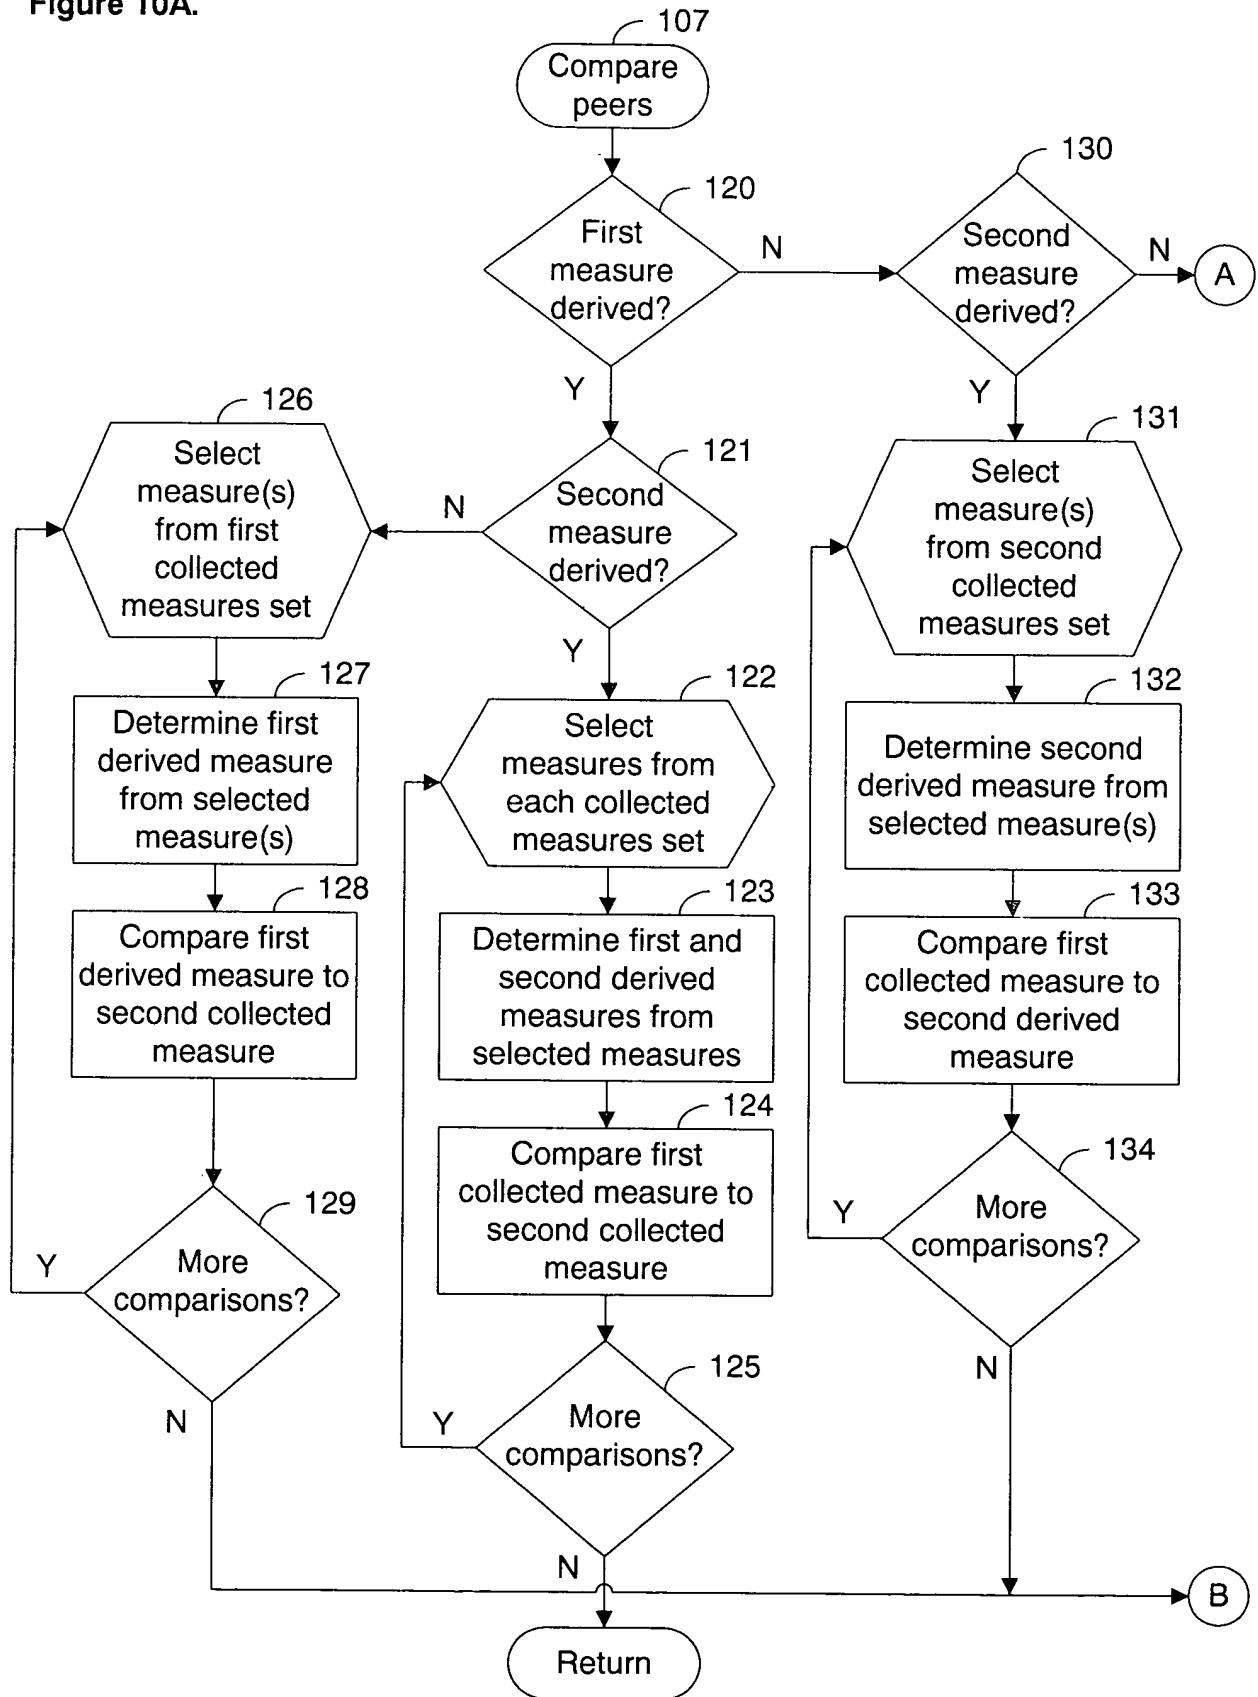 Figure 10A.
107
Compare
peers
130
120
First
measure
derived?
N
Second
measure
derived?
N
A
Y
Y
126
Select
measure(s)
from first
collected
measures set
N
121
Second
measure
derived?
131
Select
measure(s)
from second
collected
measures set
Y
127
Determine first
derived measure
from selected
measure(s)
122
Select
measures from
each collected
measures set
132
Determine second
derived measure from
selected measure(s)
128
Compare first
derived measure to
second collected
measure
123
Determine first and
second derived
measures from
selected measures
133
Compare first
collected measure to
second derived
measure
124
Compare first
collected measure to
second collected
measure
134
More
comparisons?
Y
129
More
comparisons?
Y
125
More
comparisons?
Y
N
N
N
B
Return